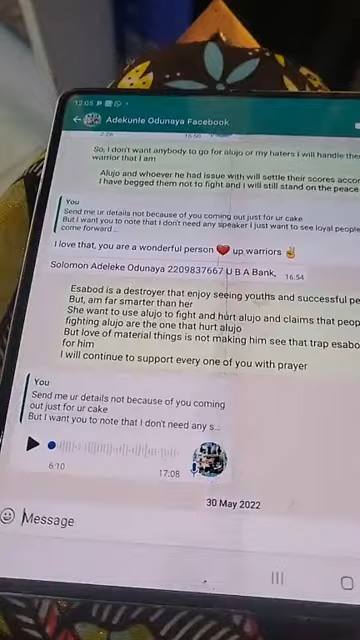 12:05
Adekunle Odunaya Facebook
16:50
So, I don't want anybody to go for alujo or my haters i will handle the
warrior that I am
Alujo and whoever he had issue with will settle their scores accor
I have begged them not to fight and I will still stand on the peace
You
Send me ur details not because of you coming out just for ur cake
But I want you to note that I don't need any speaker I just want to see loyal people
come forward...
I love that, you are a wonderful person ❤️ up warriors ✌️
Solomon Adeleke Odunaya 2209837667 U B A Bank,
16:54
Esabod is a destroyer that enjoy seeing youths and successful pe
But, am far smarter than her
She want to use alujo to fight and hurt alujo and claims that peop
fighting alujo are the one that hurt alujo
But love of material things is not making him see that trap esabo
for him
I will continue to support every one of you with prayer
You
Send me ur details not because of you coming
out just for ur cake
But I want you to note that I don't need any s...
6:10
17:08
30 May 2022
Message